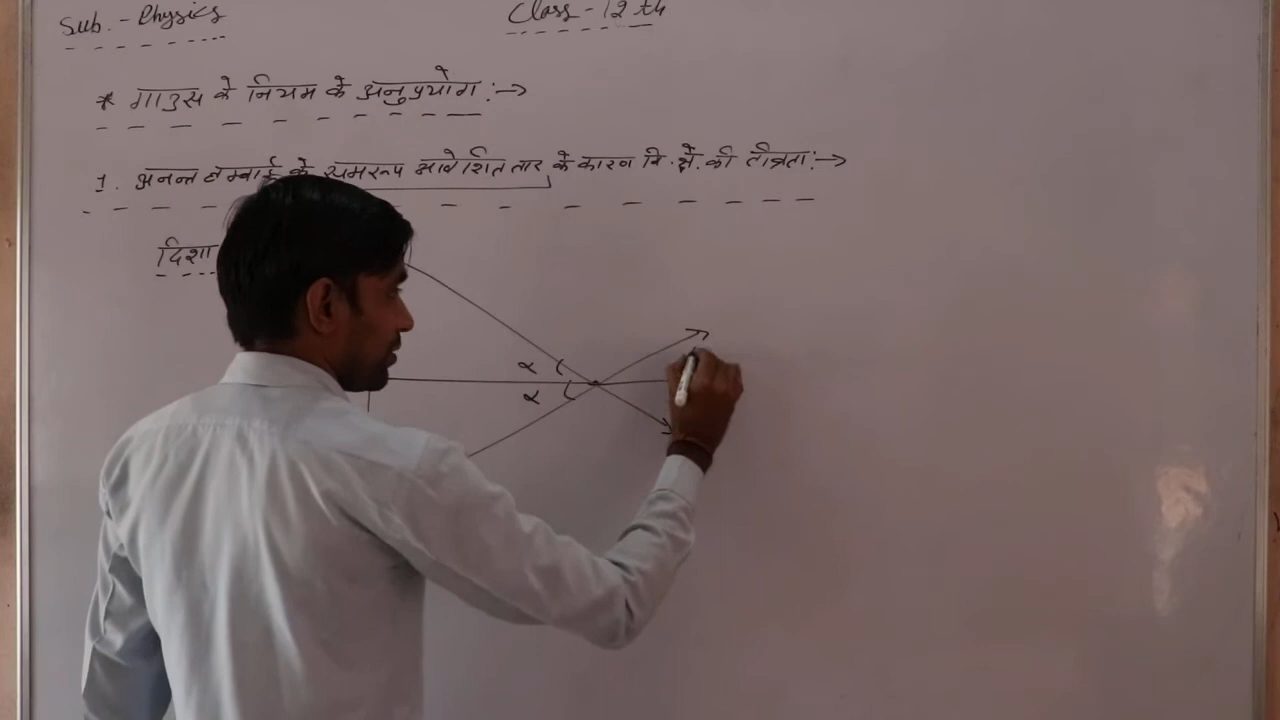 Sub. - Physics
Class - 12 th
* गाउस के नियम के अनुप्रयोग :→
1. अनन्त लम्बाई के समरूप आवेशित तार के कारण वि. क्षे. की तीव्रता :→
दिशा
α
α